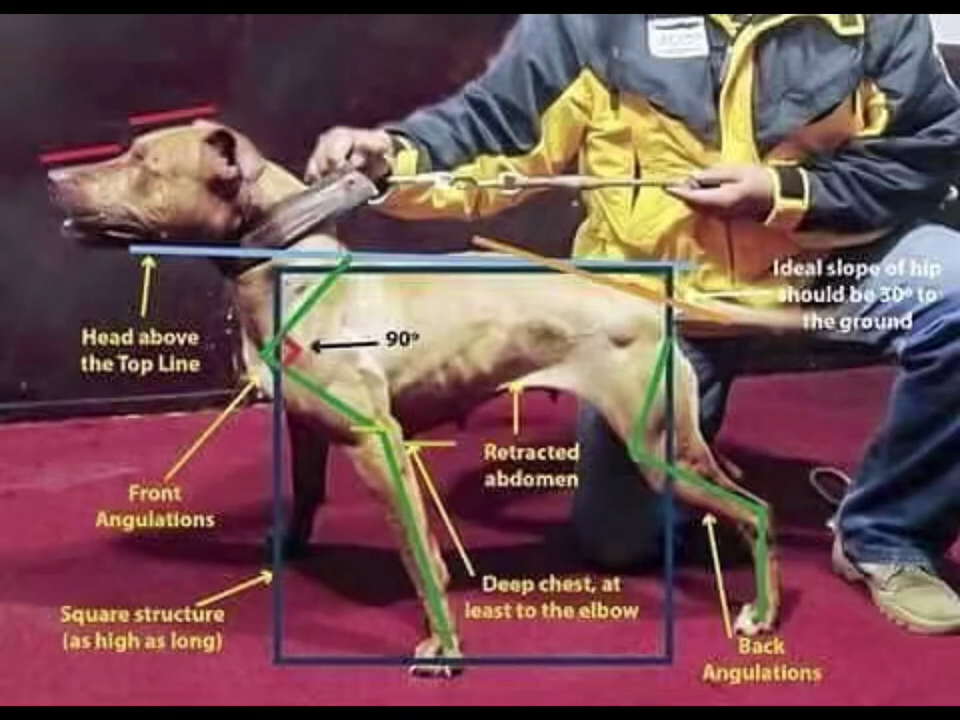 Ideal slope of hip
should be 30º to
the ground
Head above
the Top Line
90º
Retracted
abdomen
Front
Angulations
Deep chest, at
least to the elbow
Square structure
(as high as long)
Back
Angulations